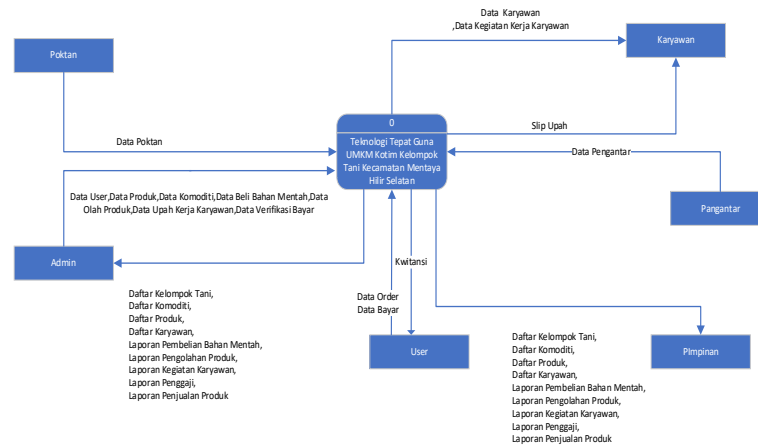 Data Karyawan
,Data Kegiatan Kerja Karyawan
Karyawan
Poktan
0
Teknologi Tepat Guna
UMKM Kotim Kelompok
Tani Kecamatan Mentaya
Hilir Selatan
Slip Upah
Data Poktan
Data Pengantar
Data User,Data Produk,Data Komoditi,Data Beli Bahan Mentah,Data
Olah Produk,Data Upah Kerja Karyawan,Data Verifikasi Bayar
Pangantar
Admin
Kwitansi
Data Order
Data Bayar
Daftar Kelompok Tani,
Daftar Komoditi,
Daftar Produk,
Daftar Karyawan,
Laporan Pembelian Bahan Mentah,
Laporan Pengolahan Produk,
Laporan Kegiatan Karyawan,
Laporan Penggaji,
Laporan Penjualan Produk
User
PImpinan
Daftar Kelompok Tani,
Daftar Komoditi,
Daftar Produk,
Daftar Karyawan,
Laporan Pembelian Bahan Mentah,
Laporan Pengolahan Produk,
Laporan Kegiatan Karyawan,
Laporan Penggaji,
Laporan Penjualan Produk